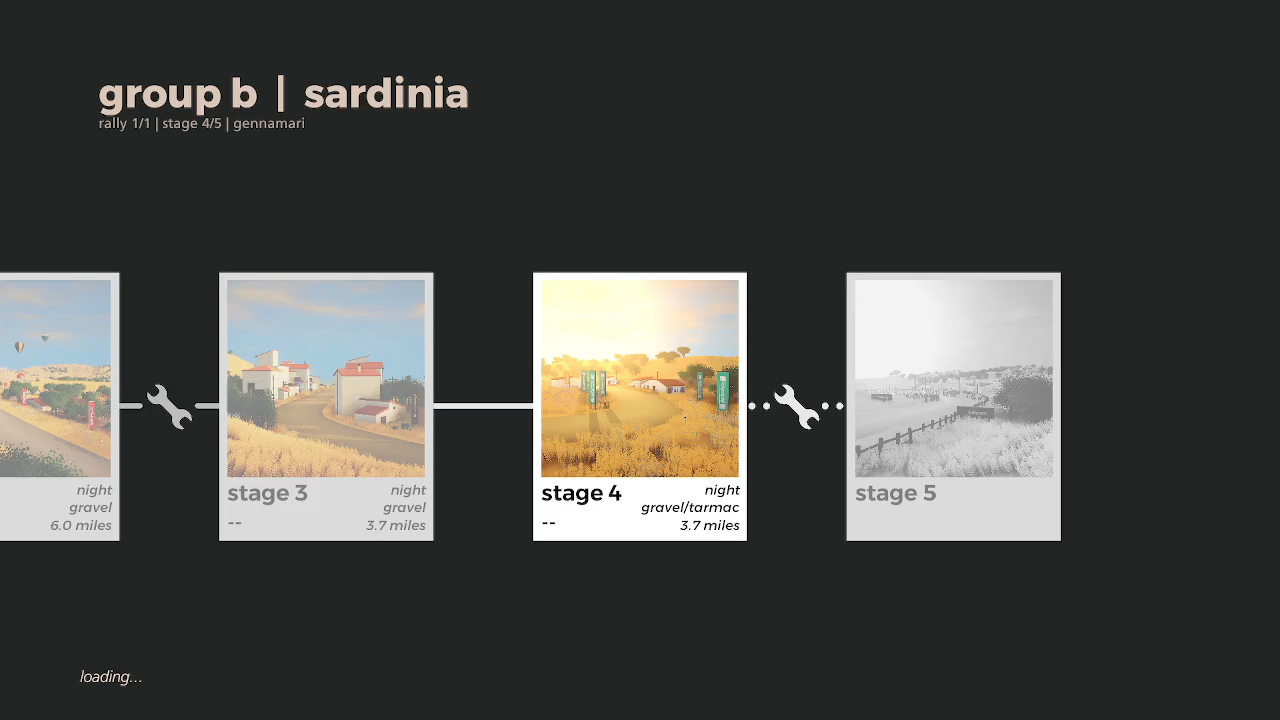 group b | sardinia
rally 1/1 | stage 4/5 | gennamari
night
gravel
6.0 miles
stage 3
night
gravel
--
3.7 miles
stage 4
night
gravel/tarmac
--
3.7 miles
stage 5
loading...